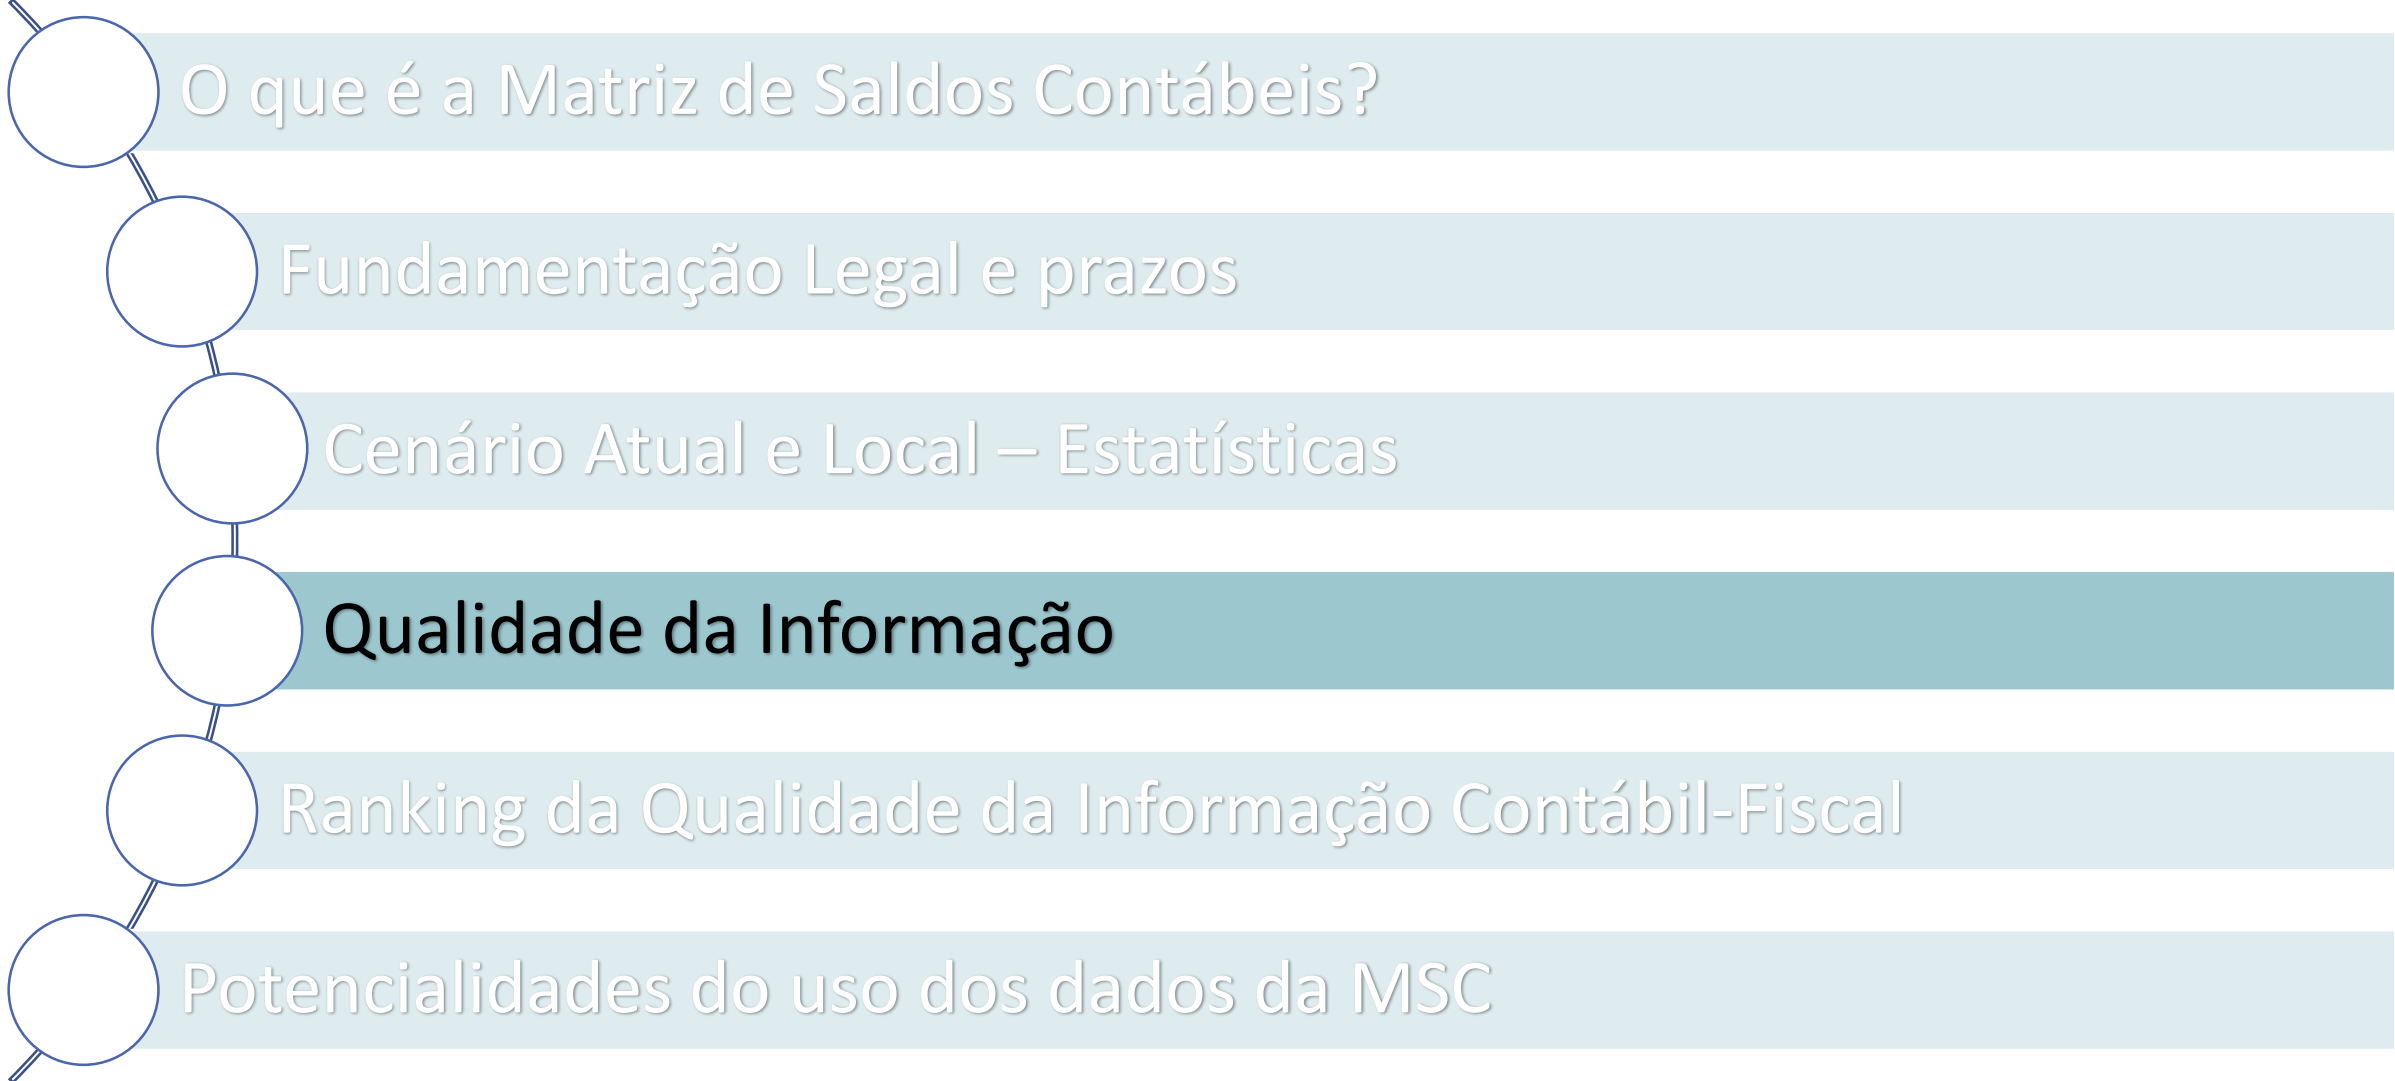 O que é a Matriz de Saldos Contábeis?
Fundamentação Legal e prazos
Cenário Atual e Local – Estatísticas
Qualidade da Informação
Ranking da Qualidade da Informação Contábil-Fiscal
Potencialidades do uso dos dados da MSC